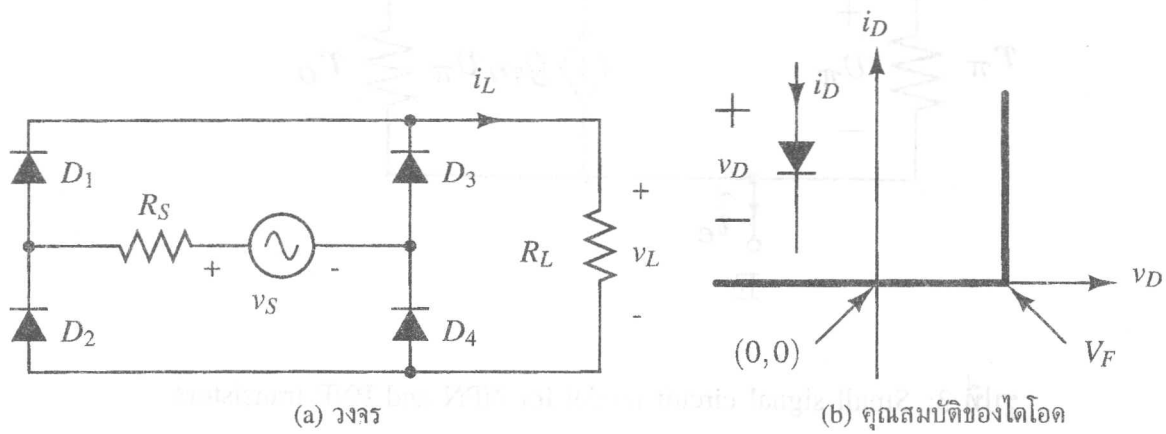 i_L
D_1
D_3
R_S
+
-
v_S
D_2
D_4
R_L
+
v_L
-
(a) วงจร
i_D
i_D
+
v_D
-
v_D
(0,0)
V_F
(b) คุณสมบัติของไดโอด